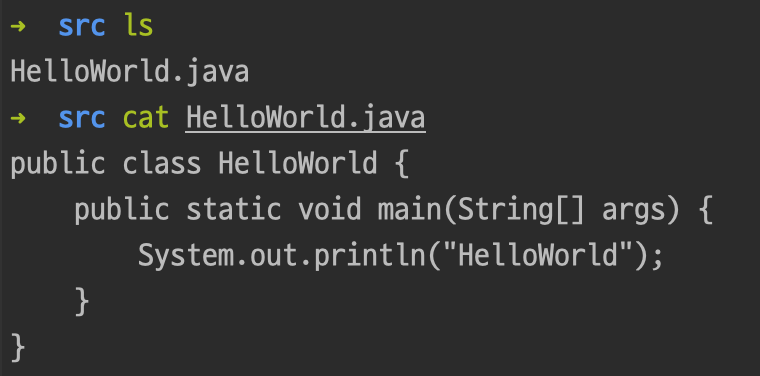 ➜  src ls
HelloWorld.java
➜  src cat HelloWorld.java
public class HelloWorld {
    public static void main(String[] args) {
        System.out.println("HelloWorld");
    }
}